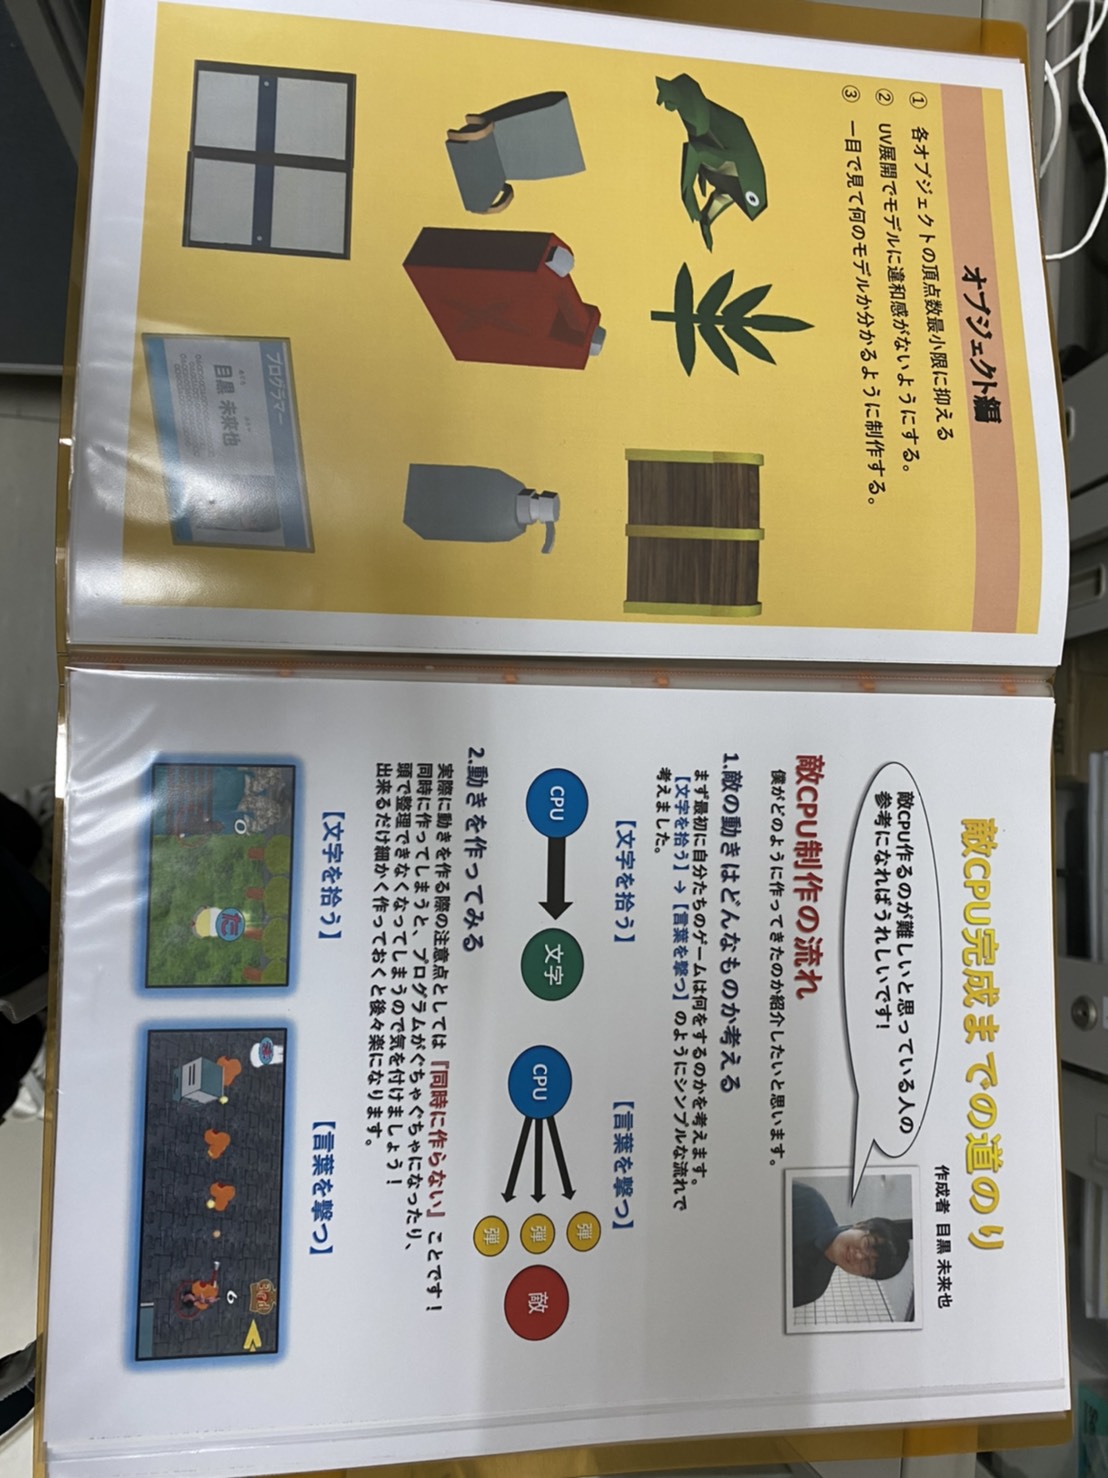 オブジェクト編
① 各オブジェクトの頂点数最小限に抑える
② UV展開でモデルに違和感がないようにする。
③ 一目で見て何のモデルか分かるように制作する。
プログラマー
目黒 未来也
敵CPU完成までの道のり
作成者 目黒 未来也
敵CPU作るのが難しいと思っている人の
参考になればうれしいです!
敵CPU制作の流れ
僕がどのように作ってきたのか紹介したいと思います。
1.敵の動きはどんなものか考える
まず最初に自分たちのゲームは何をするのかを考えます。
【文字を拾う】→【言葉を撃つ】のようにシンプルな流れで
考えました。
【文字を拾う】
【言葉を撃つ】
CPU
文字
CPU
弾
弾
弾
敵
2.動きを作ってみる
実際に動きを作る際の注意点としては『同時に作らない』ことです!
同時に作ってしまうと、プログラムがぐちゃぐちゃになったり、
頭で整理できなくなってしまうので気を付けましょう!
出来るだけ細かく作っておくと後々楽になります。
【文字を拾う】
【言葉を撃つ】
0
だ
6